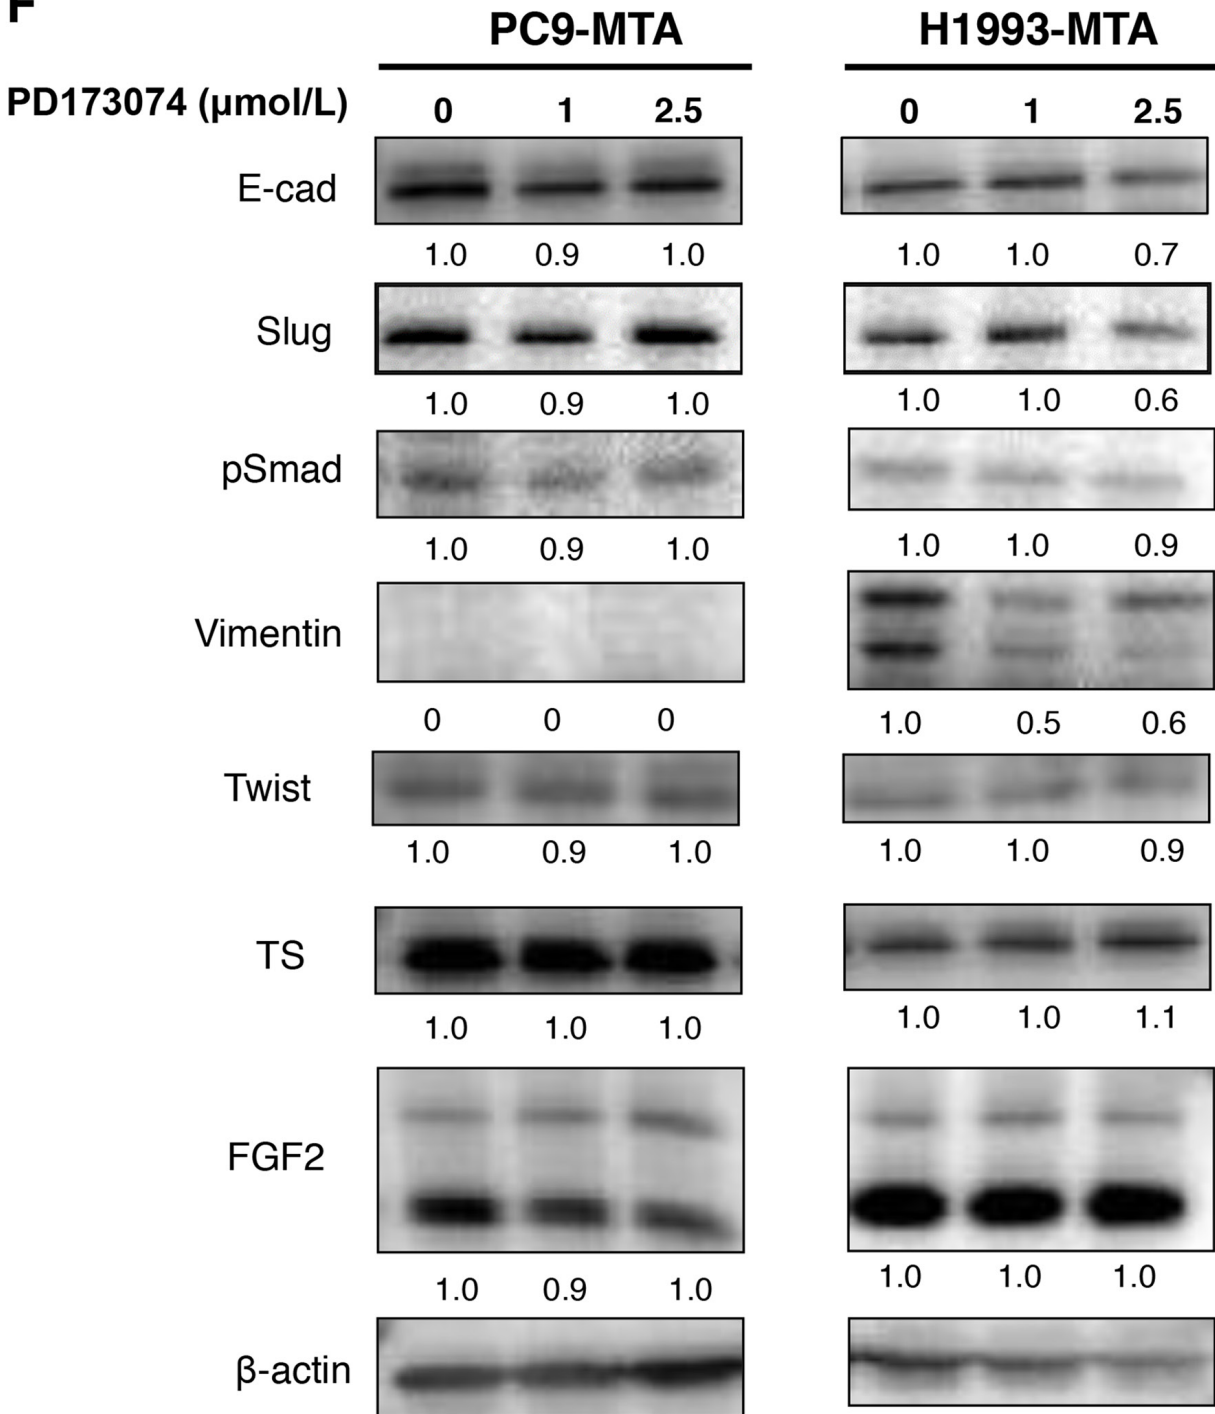 F
PC9-MTA H1993-MTA
PD173074 (μmol/L) 0 1 2.5 0 1 2.5
E-cad
1.0 0.9 1.0 1.0 1.0 0.7
Slug
1.0 0.9 1.0 1.0 1.0 0.6
pSmad
1.0 0.9 1.0 1.0 1.0 0.9
Vimentin
0 0 0 1.0 0.5 0.6
Twist
1.0 0.9 1.0 1.0 1.0 0.9
TS
1.0 1.0 1.0 1.0 1.0 1.1
FGF2
1.0 0.9 1.0 1.0 1.0 1.0
β-actin